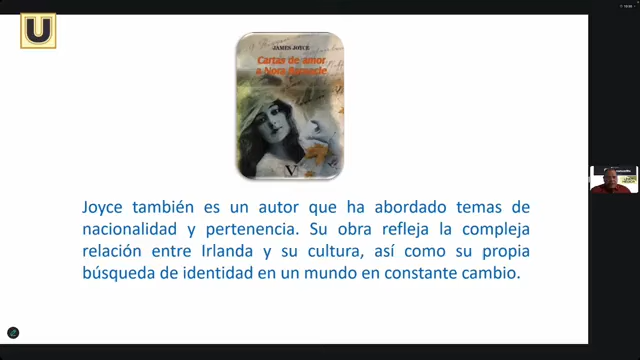 U
JAMES JOYCE
Cartas de amor
a Nora Barnacle
V
Joyce también es un autor que ha abordado temas de
nacionalidad y pertenencia. Su obra refleja la compleja
relación entre Irlanda y su cultura, así como su propia
búsqueda de identidad en un mundo en constante cambio.